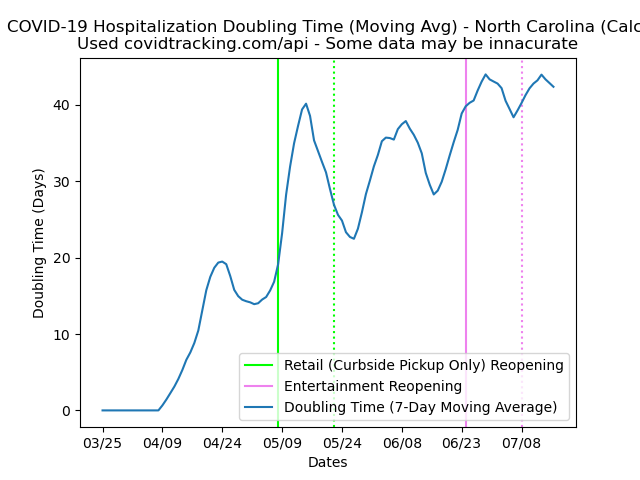 COVID-19 Hospitalization Doubling Time (Moving Avg) - North Carolina (Calc
Used covidtracking.com/api - Some data may be innacurate
Doubling Time (Days)
40
30
20
10
0
Retail (Curbside Pickup Only) Reopening
Entertainment Reopening
Doubling Time (7-Day Moving Average)
03/25 04/09 04/24 05/09 05/24 06/08 06/23 07/08
Dates